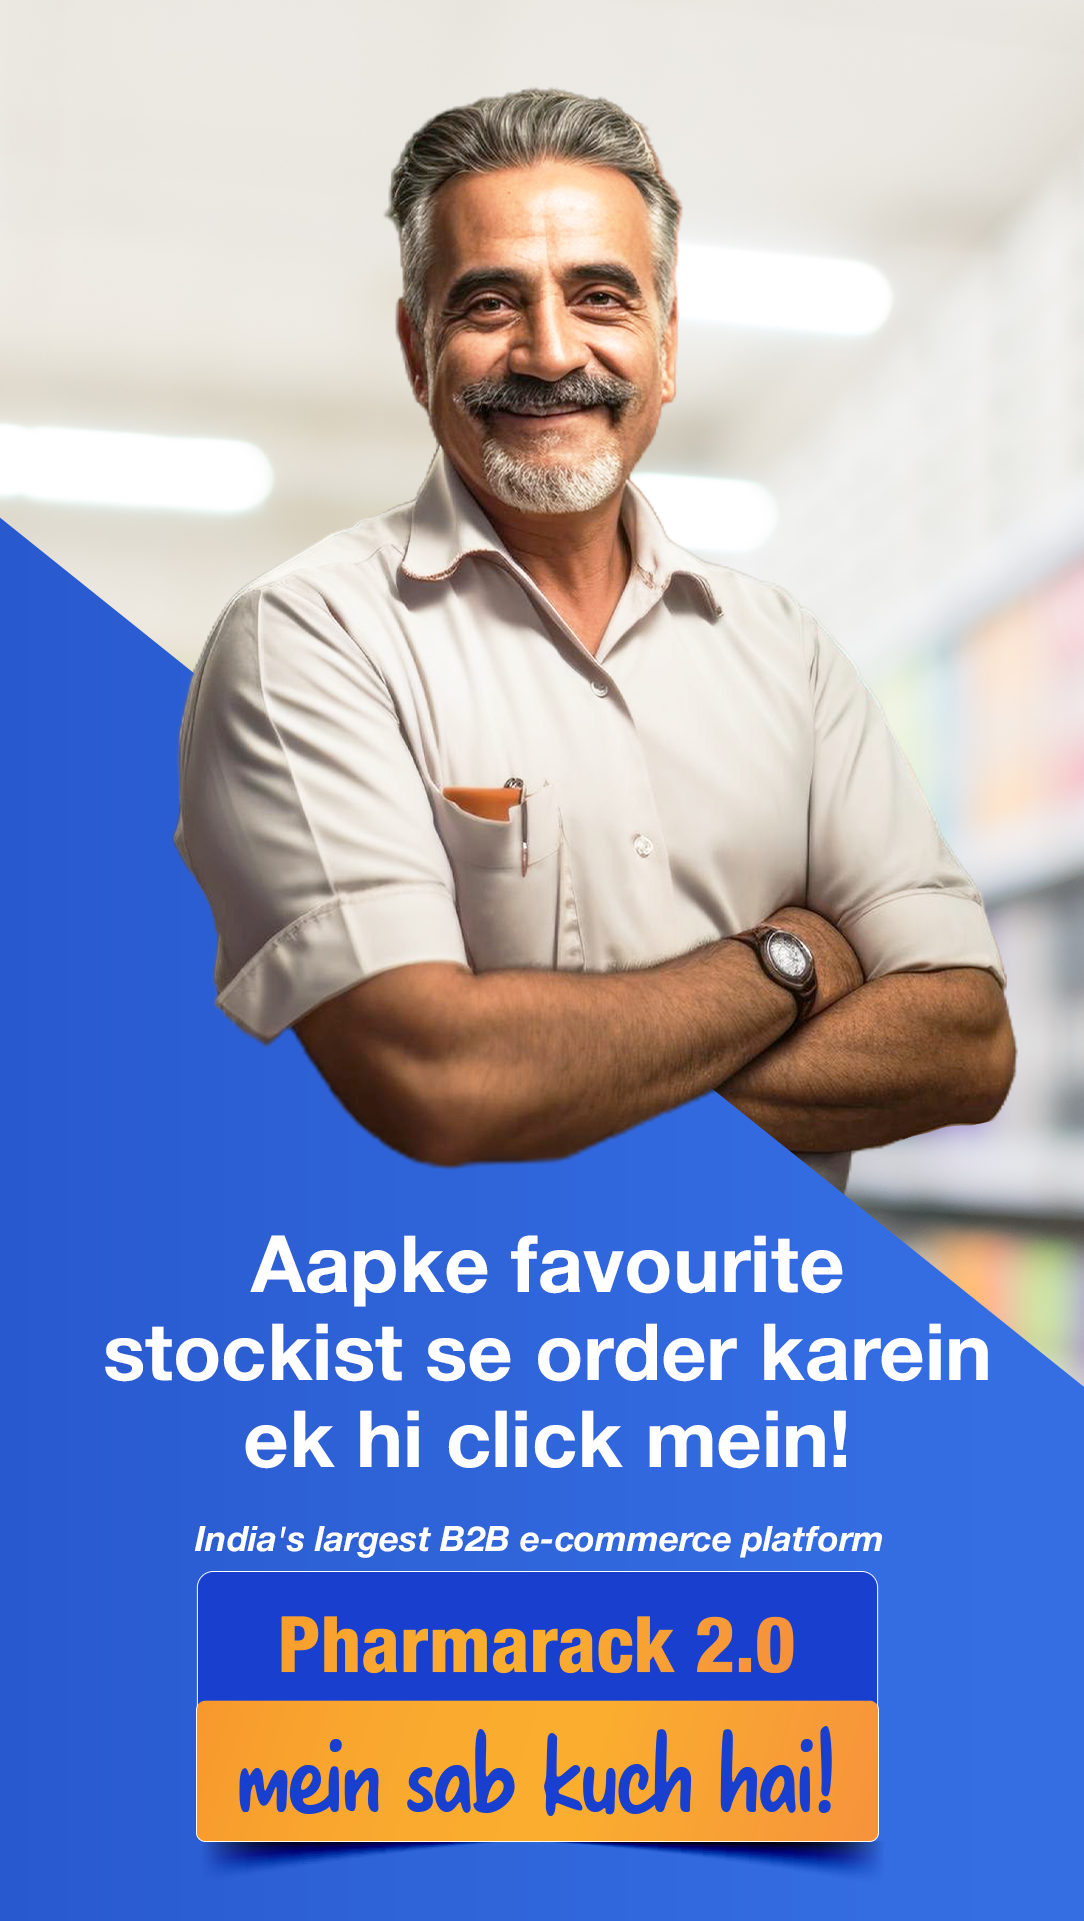 Aapke favourite
stockist se order karein
ek hi click mein!
India's largest B2B e-commerce platform
Pharmarack 2.0
mein sab kuch hai!